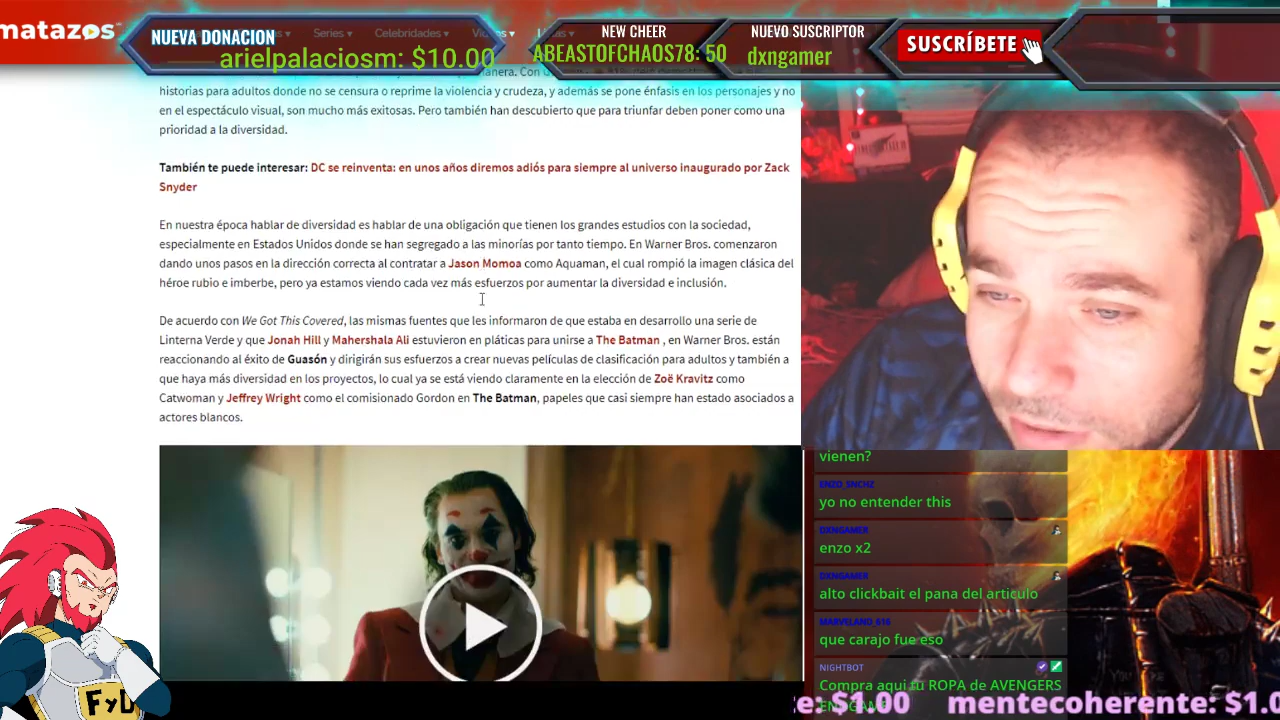 matazos
Series ▾
Celebridades ▾
NUEVA DONACION
arielpalaciosm: $10.00
NEW CHEER
ABEASTOFCHAOS78: 50
NUEVO SUSCRIPTOR
dxngamer
SUSCRÍBETE
historias para adultos donde no se censura o reprime la violencia y crudeza, y además se pone énfasis en los personajes y no
en el espectáculo visual, son mucho más exitosas. Pero también han descubierto que para triunfar deben poner como una
prioridad a la diversidad.
También te puede interesar: DC se reinventa: en unos años diremos adiós para siempre al universo inaugurado por Zack
Snyder
En nuestra época hablar de diversidad es hablar de una obligación que tienen los grandes estudios con la sociedad,
especialmente en Estados Unidos donde se han segregado a las minorías por tanto tiempo. En Warner Bros. comenzaron
dando unos pasos en la dirección correcta al contratar a Jason Momoa como Aquaman, el cual rompió la imagen clásica del
héroe rubio e imberbe, pero ya estamos viendo cada vez más esfuerzos por aumentar la diversidad e inclusión.
De acuerdo con We Got This Covered, las mismas fuentes que les informaron de que estaba en desarrollo una serie de
Linterna Verde y que Jonah Hill y Mahershala Ali estuvieron en pláticas para unirse a The Batman , en Warner Bros. están
reaccionando al éxito de Guasón y dirigirán sus esfuerzos a crear nuevas películas de clasificación para adultos y también a
que haya más diversidad en los proyectos, lo cual ya se está viendo claramente en la elección de Zoë Kravitz como
Catwoman y Jeffrey Wright como el comisionado Gordon en The Batman, papeles que casi siempre han estado asociados a
actores blancos.
vienen?
ENZO_SNCHZ
yo no entender this
DXNGAMER
enzo x2
DXNGAMER
alto clickbait el pana del articulo
MARVELAND_616
que carajo fue eso
NIGHTBOT
Compra aqui tu ROPA de AVENGERS
FyD
e: $1.00 mentecoherente: $1.0